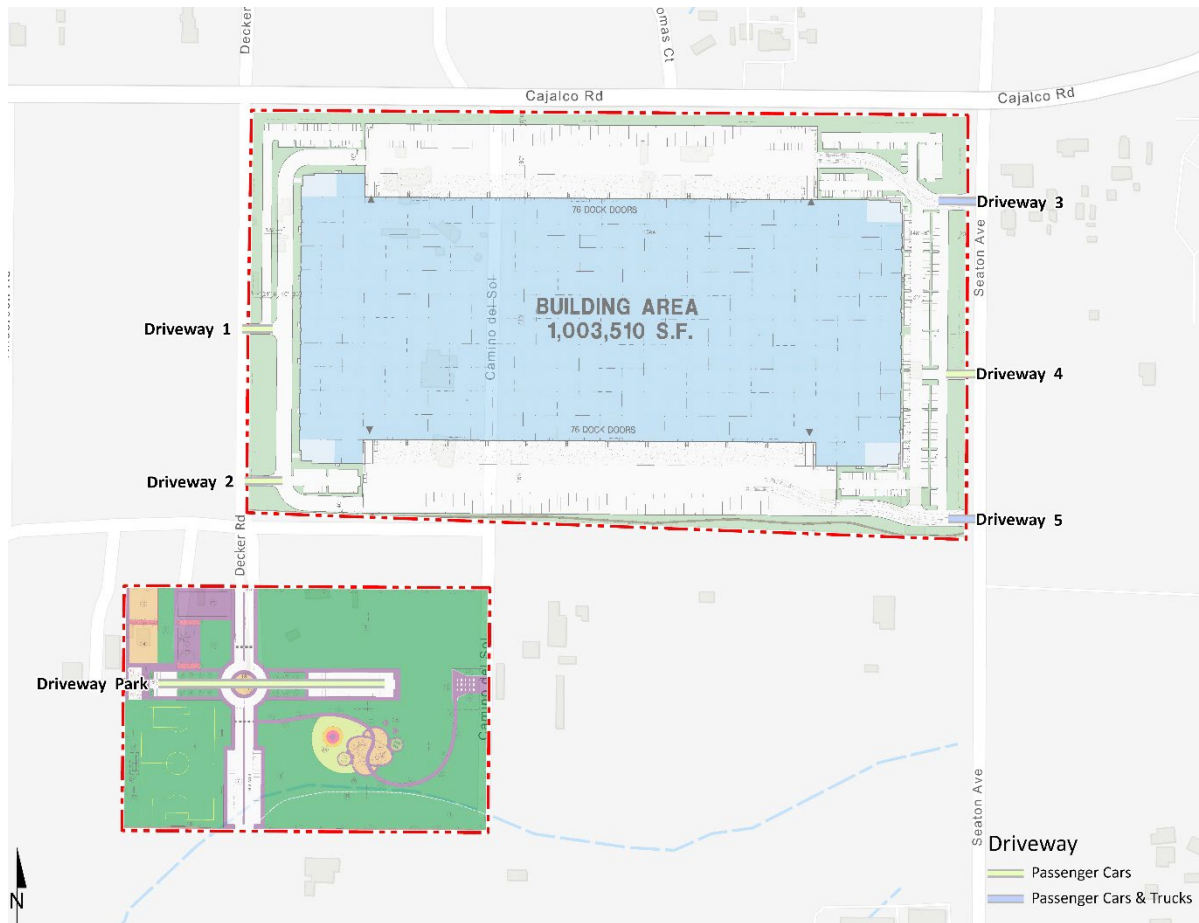 Decker
omas Ct
Cajalco Rd
Cajalco Rd
76 DOCK DOORS
Driveway 3
Seaton Ave
Camino del Sol
BUILDING AREA
1,003,510 S.F.
Driveway 1
Driveway 4
76 DOCK DOORS
Driveway 2
Driveway 5
Decker Rd
Driveway Park
Camino del Sol
Seaton Ave
Driveway
Passenger Cars
Passenger Cars & Trucks
N